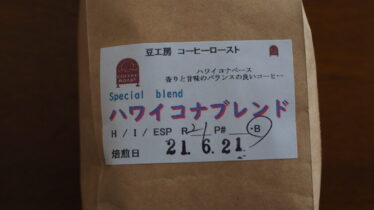 豆工房 コーヒーロースト
ハワイコナベース
香りと甘味のバランスの良いコーヒー
Special blend
ハワイコナブレンド
H / I / ESP R 21 P# ・B
焙煎日 21.6.21